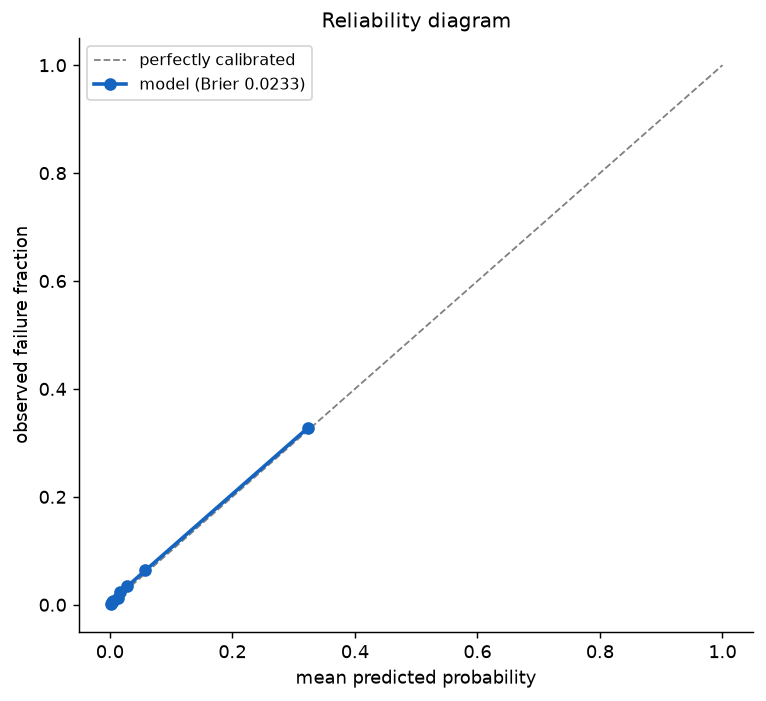 Reliability diagram
perfectly calibrated
model (Brier 0.0233)
1.0
0.8
0.6
0.4
0.2
0.0
observed failure fraction
0.0 0.2 0.4 0.6 0.8 1.0
mean predicted probability